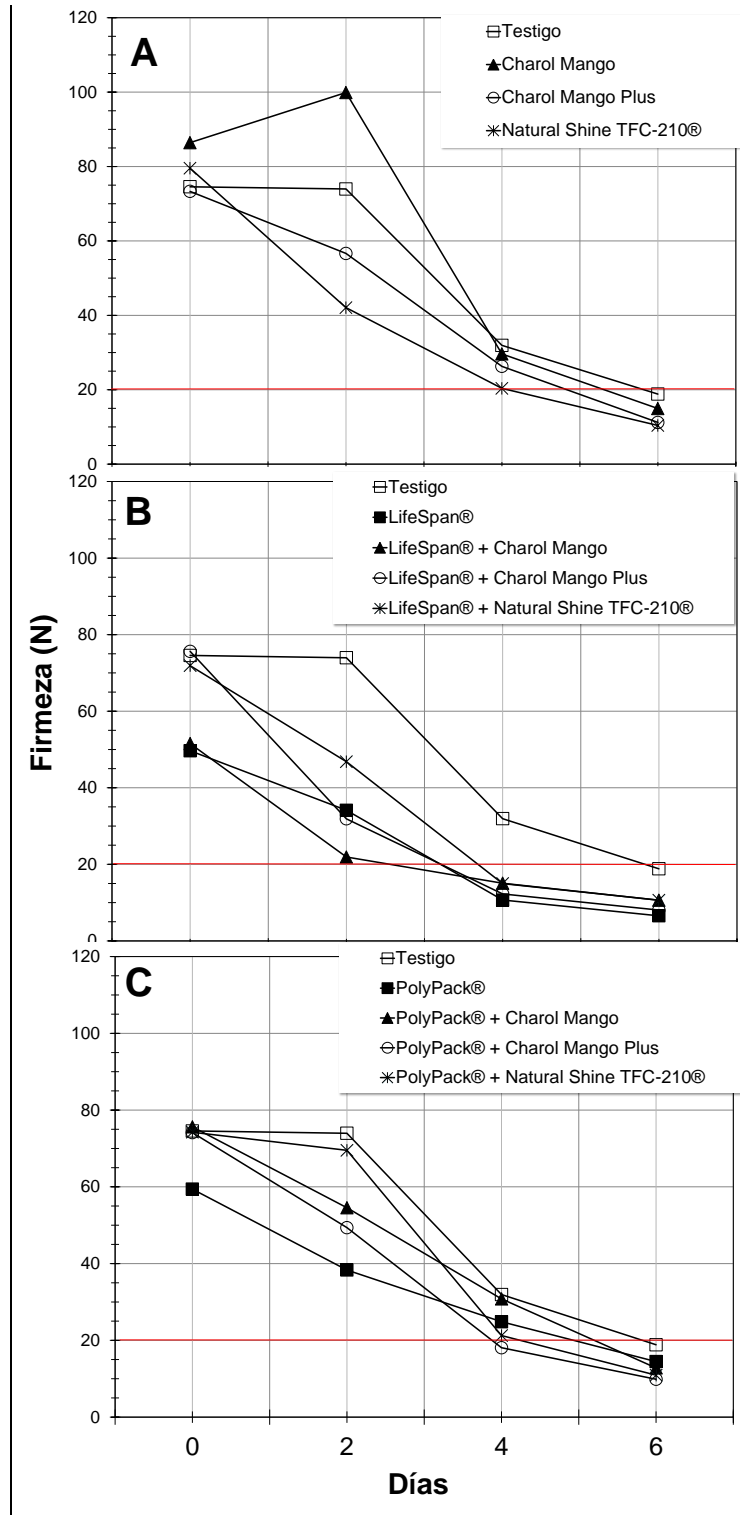 120
A
Testigo
Charol Mango
100
Charol Mango Plus
Natural Shine TFC-210®
80
60
40
20
0
120
B
Testigo
LifeSpan®
100
LifeSpan® + Charol Mango
LifeSpan® + Charol Mango Plus
80
LifeSpan® + Natural Shine TFC-210®
60
40
20
0
Firmeza (N)
120
C
Testigo
PolyPack®
100
PolyPack® + Charol Mango
PolyPack® + Charol Mango Plus
PolyPack® + Natural Shine TFC-210®
80
60
40
20
0
0 2 4 6
Días